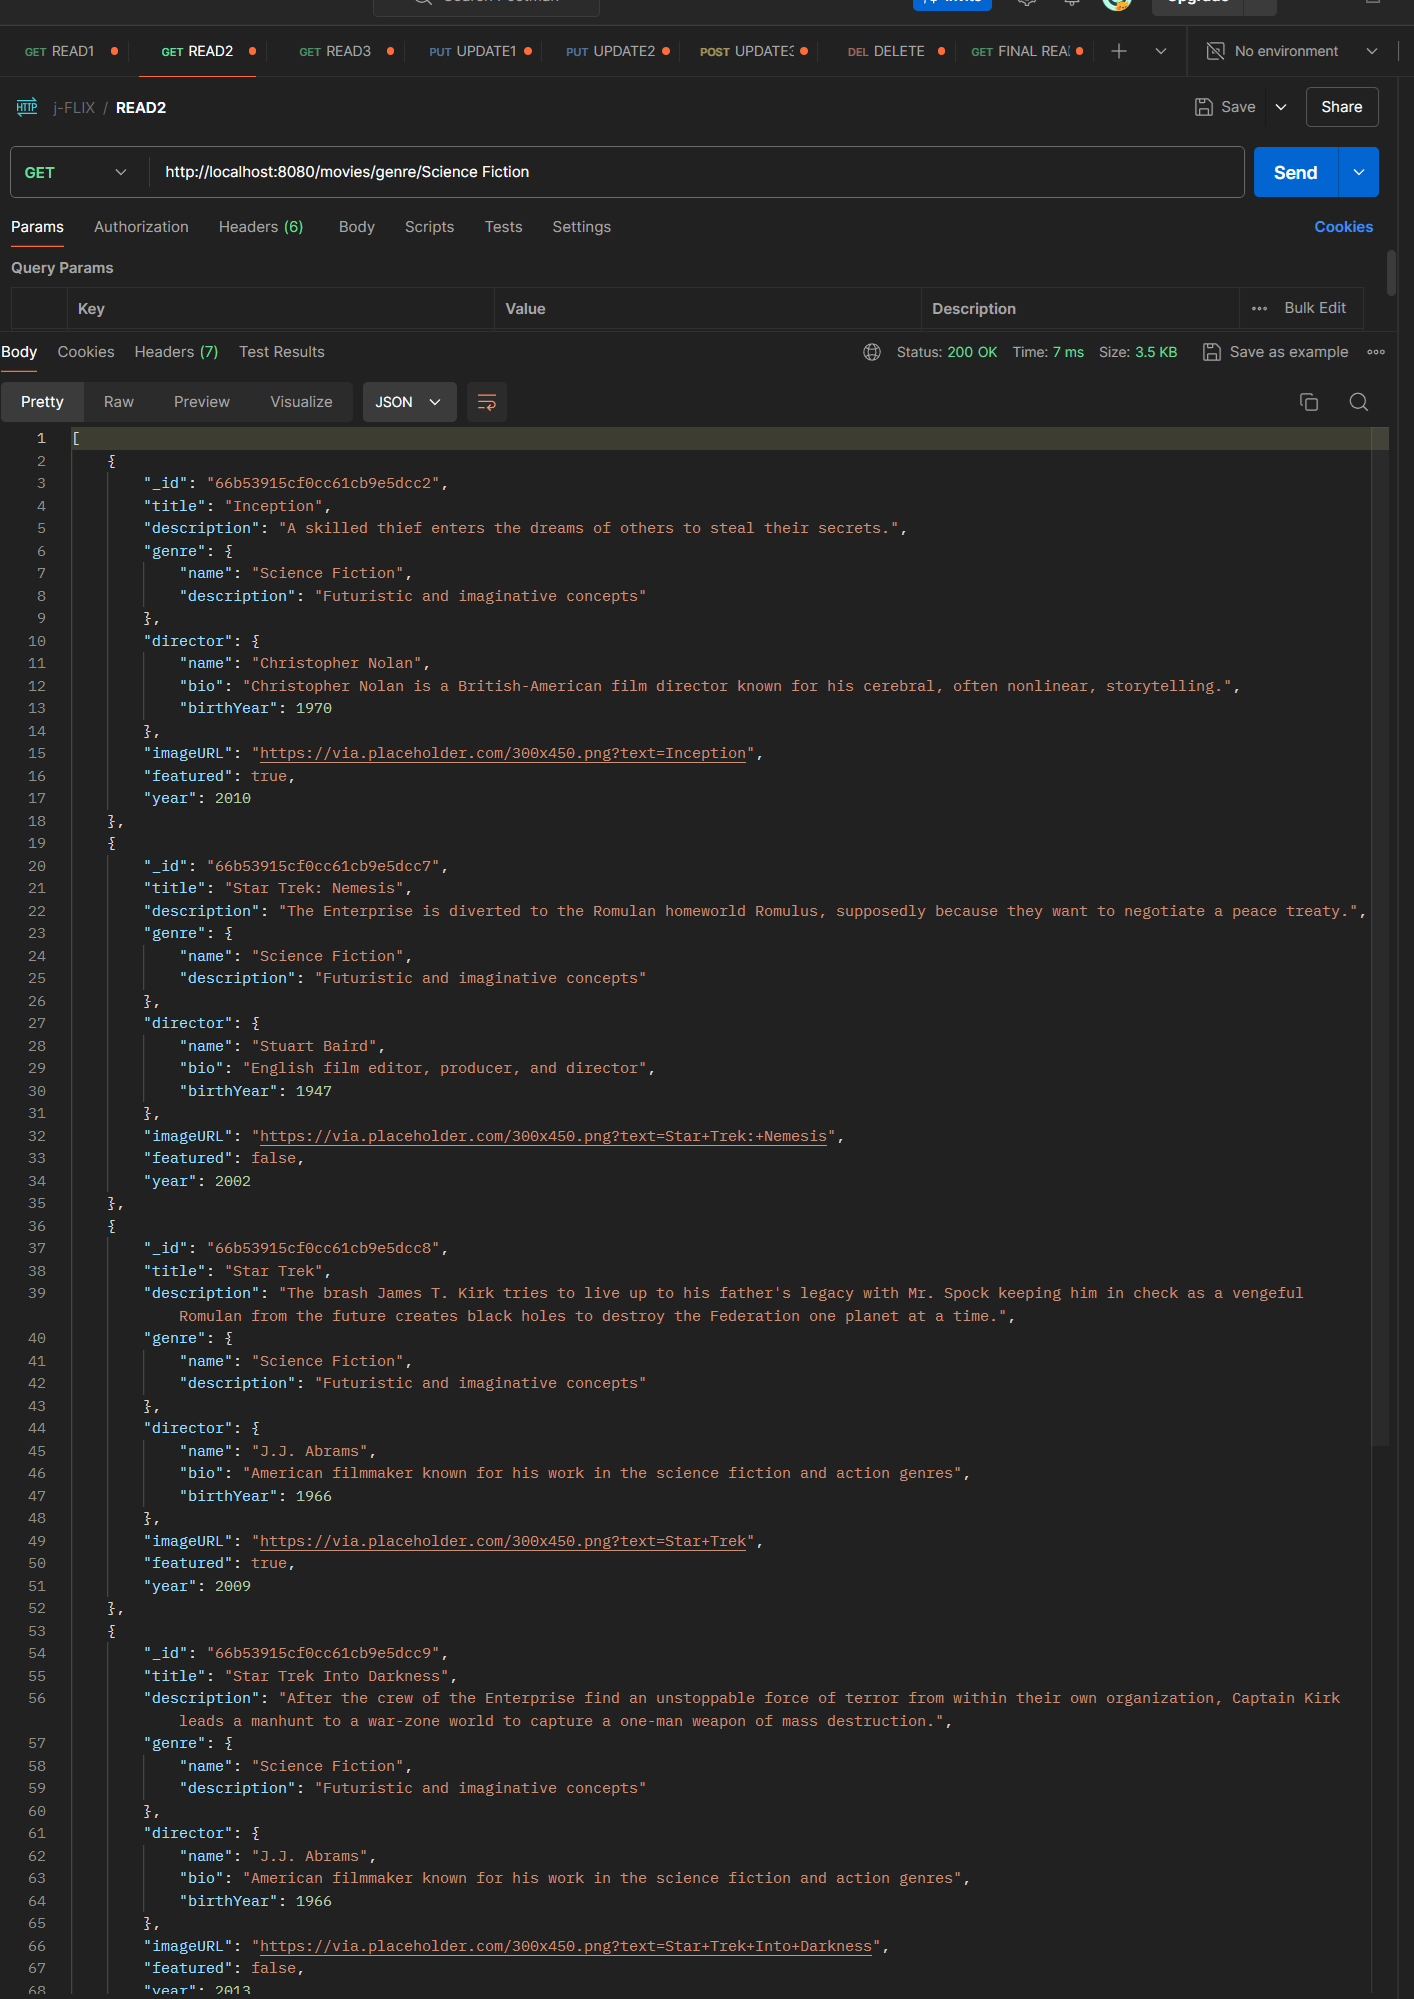 GET READ1 GET READ2 GET READ3 PUT UPDATE1 PUT UPDATE2 POST UPDATE3 DEL DELETE GET FINAL REA No environment
HTTP j-FLIX / READ2 Save Share
GET http://localhost:8080/movies/genre/Science Fiction Send
Params Authorization Headers (6) Body Scripts Tests Settings Cookies
Query Params
Key Value Description Bulk Edit
Body Cookies Headers (7) Test Results Status: 200 OK Time: 7 ms Size: 3.5 KB Save as example
Pretty Raw Preview Visualize JSON
1 [
2 {
3 "_id": "66b53915cf0cc61cb9e5dcc2",
4 "title": "Inception",
5 "description": "A skilled thief enters the dreams of others to steal their secrets.",
6 "genre": {
7 "name": "Science Fiction",
8 "description": "Futuristic and imaginative concepts"
9 },
10 "director": {
11 "name": "Christopher Nolan",
12 "bio": "Christopher Nolan is a British-American film director known for his cerebral, often nonlinear, storytelling.",
13 "birthYear": 1970
14 },
15 "imageURL": "https://via.placeholder.com/300x450.png?text=Inception",
16 "featured": true,
17 "year": 2010
18 },
19 {
20 "_id": "66b53915cf0cc61cb9e5dcc7",
21 "title": "Star Trek: Nemesis",
22 "description": "The Enterprise is diverted to the Romulan homeworld Romulus, supposedly because they want to negotiate a peace treaty.",
23 "genre": {
24 "name": "Science Fiction",
25 "description": "Futuristic and imaginative concepts"
26 },
27 "director": {
28 "name": "Stuart Baird",
29 "bio": "English film editor, producer, and director",
30 "birthYear": 1947
31 },
32 "imageURL": "https://via.placeholder.com/300x450.png?text=Star+Trek:+Nemesis",
33 "featured": false,
34 "year": 2002
35 },
36 {
37 "_id": "66b53915cf0cc61cb9e5dcc8",
38 "title": "Star Trek",
39 "description": "The brash James T. Kirk tries to live up to his father's legacy with Mr. Spock keeping him in check as a vengeful
Romulan from the future creates black holes to destroy the Federation one planet at a time.",
40 "genre": {
41 "name": "Science Fiction",
42 "description": "Futuristic and imaginative concepts"
43 },
44 "director": {
45 "name": "J.J. Abrams",
46 "bio": "American filmmaker known for his work in the science fiction and action genres",
47 "birthYear": 1966
48 },
49 "imageURL": "https://via.placeholder.com/300x450.png?text=Star+Trek",
50 "featured": true,
51 "year": 2009
52 },
53 {
54 "_id": "66b53915cf0cc61cb9e5dcc9",
55 "title": "Star Trek Into Darkness",
56 "description": "After the crew of the Enterprise find an unstoppable force of terror from within their own organization, Captain Kirk
leads a manhunt to a war-zone world to capture a one-man weapon of mass destruction.",
57 "genre": {
58 "name": "Science Fiction",
59 "description": "Futuristic and imaginative concepts"
60 },
61 "director": {
62 "name": "J.J. Abrams",
63 "bio": "American filmmaker known for his work in the science fiction and action genres",
64 "birthYear": 1966
65 },
66 "imageURL": "https://via.placeholder.com/300x450.png?text=Star+Trek+Into+Darkness",
67 "featured": false,
68 "year": 2013